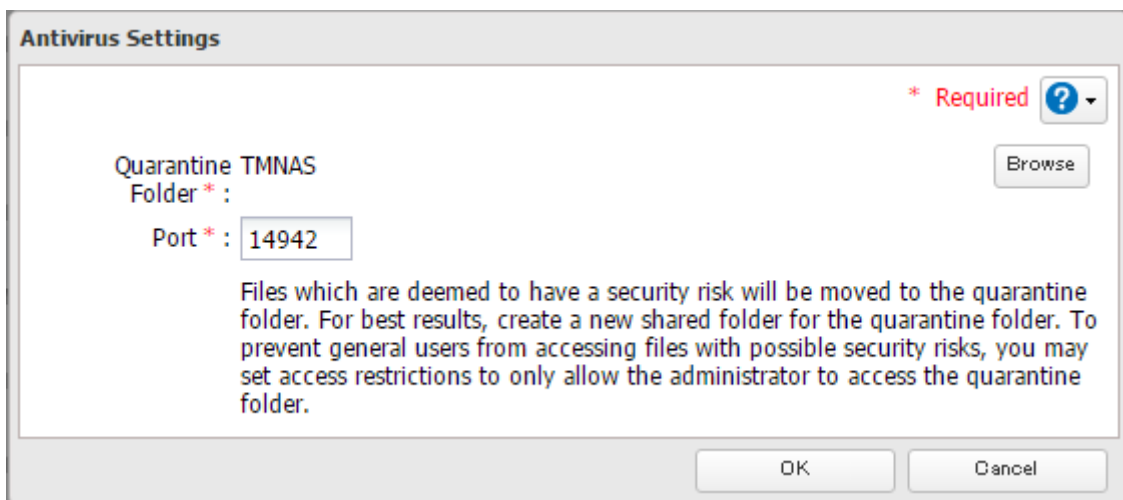 Antivirus Settings
* Required ?
Browse
Quarantine TMNAS
Folder * :
Port * : 14942
Files which are deemed to have a security risk will be moved to the quarantine
folder. For best results, create a new shared folder for the quarantine folder. To
prevent general users from accessing files with possible security risks, you may
set access restrictions to only allow the administrator to access the quarantine
folder.
OK Cancel